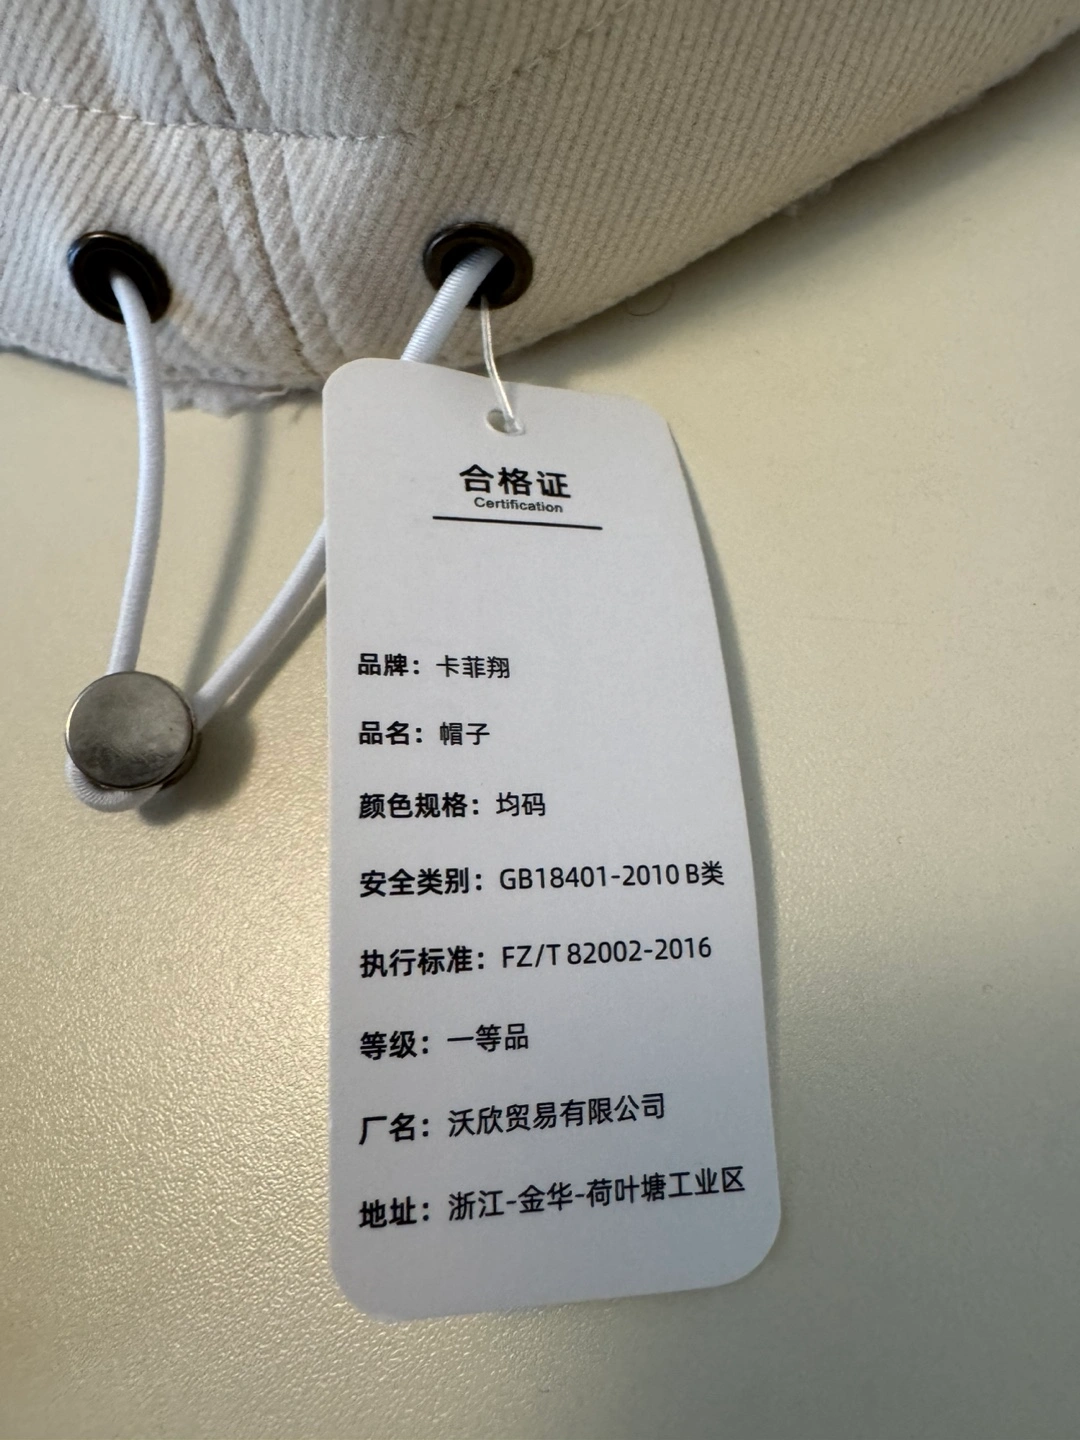 合格证
Certification
品牌：卡菲翔
品名：帽子
颜色规格：均码
安全类别：GB18401-2010 B类
执行标准：FZ/T 82002-2016
等级：一等品
厂名：沃欣贸易有限公司
地址：浙江-金华-荷叶塘工业区